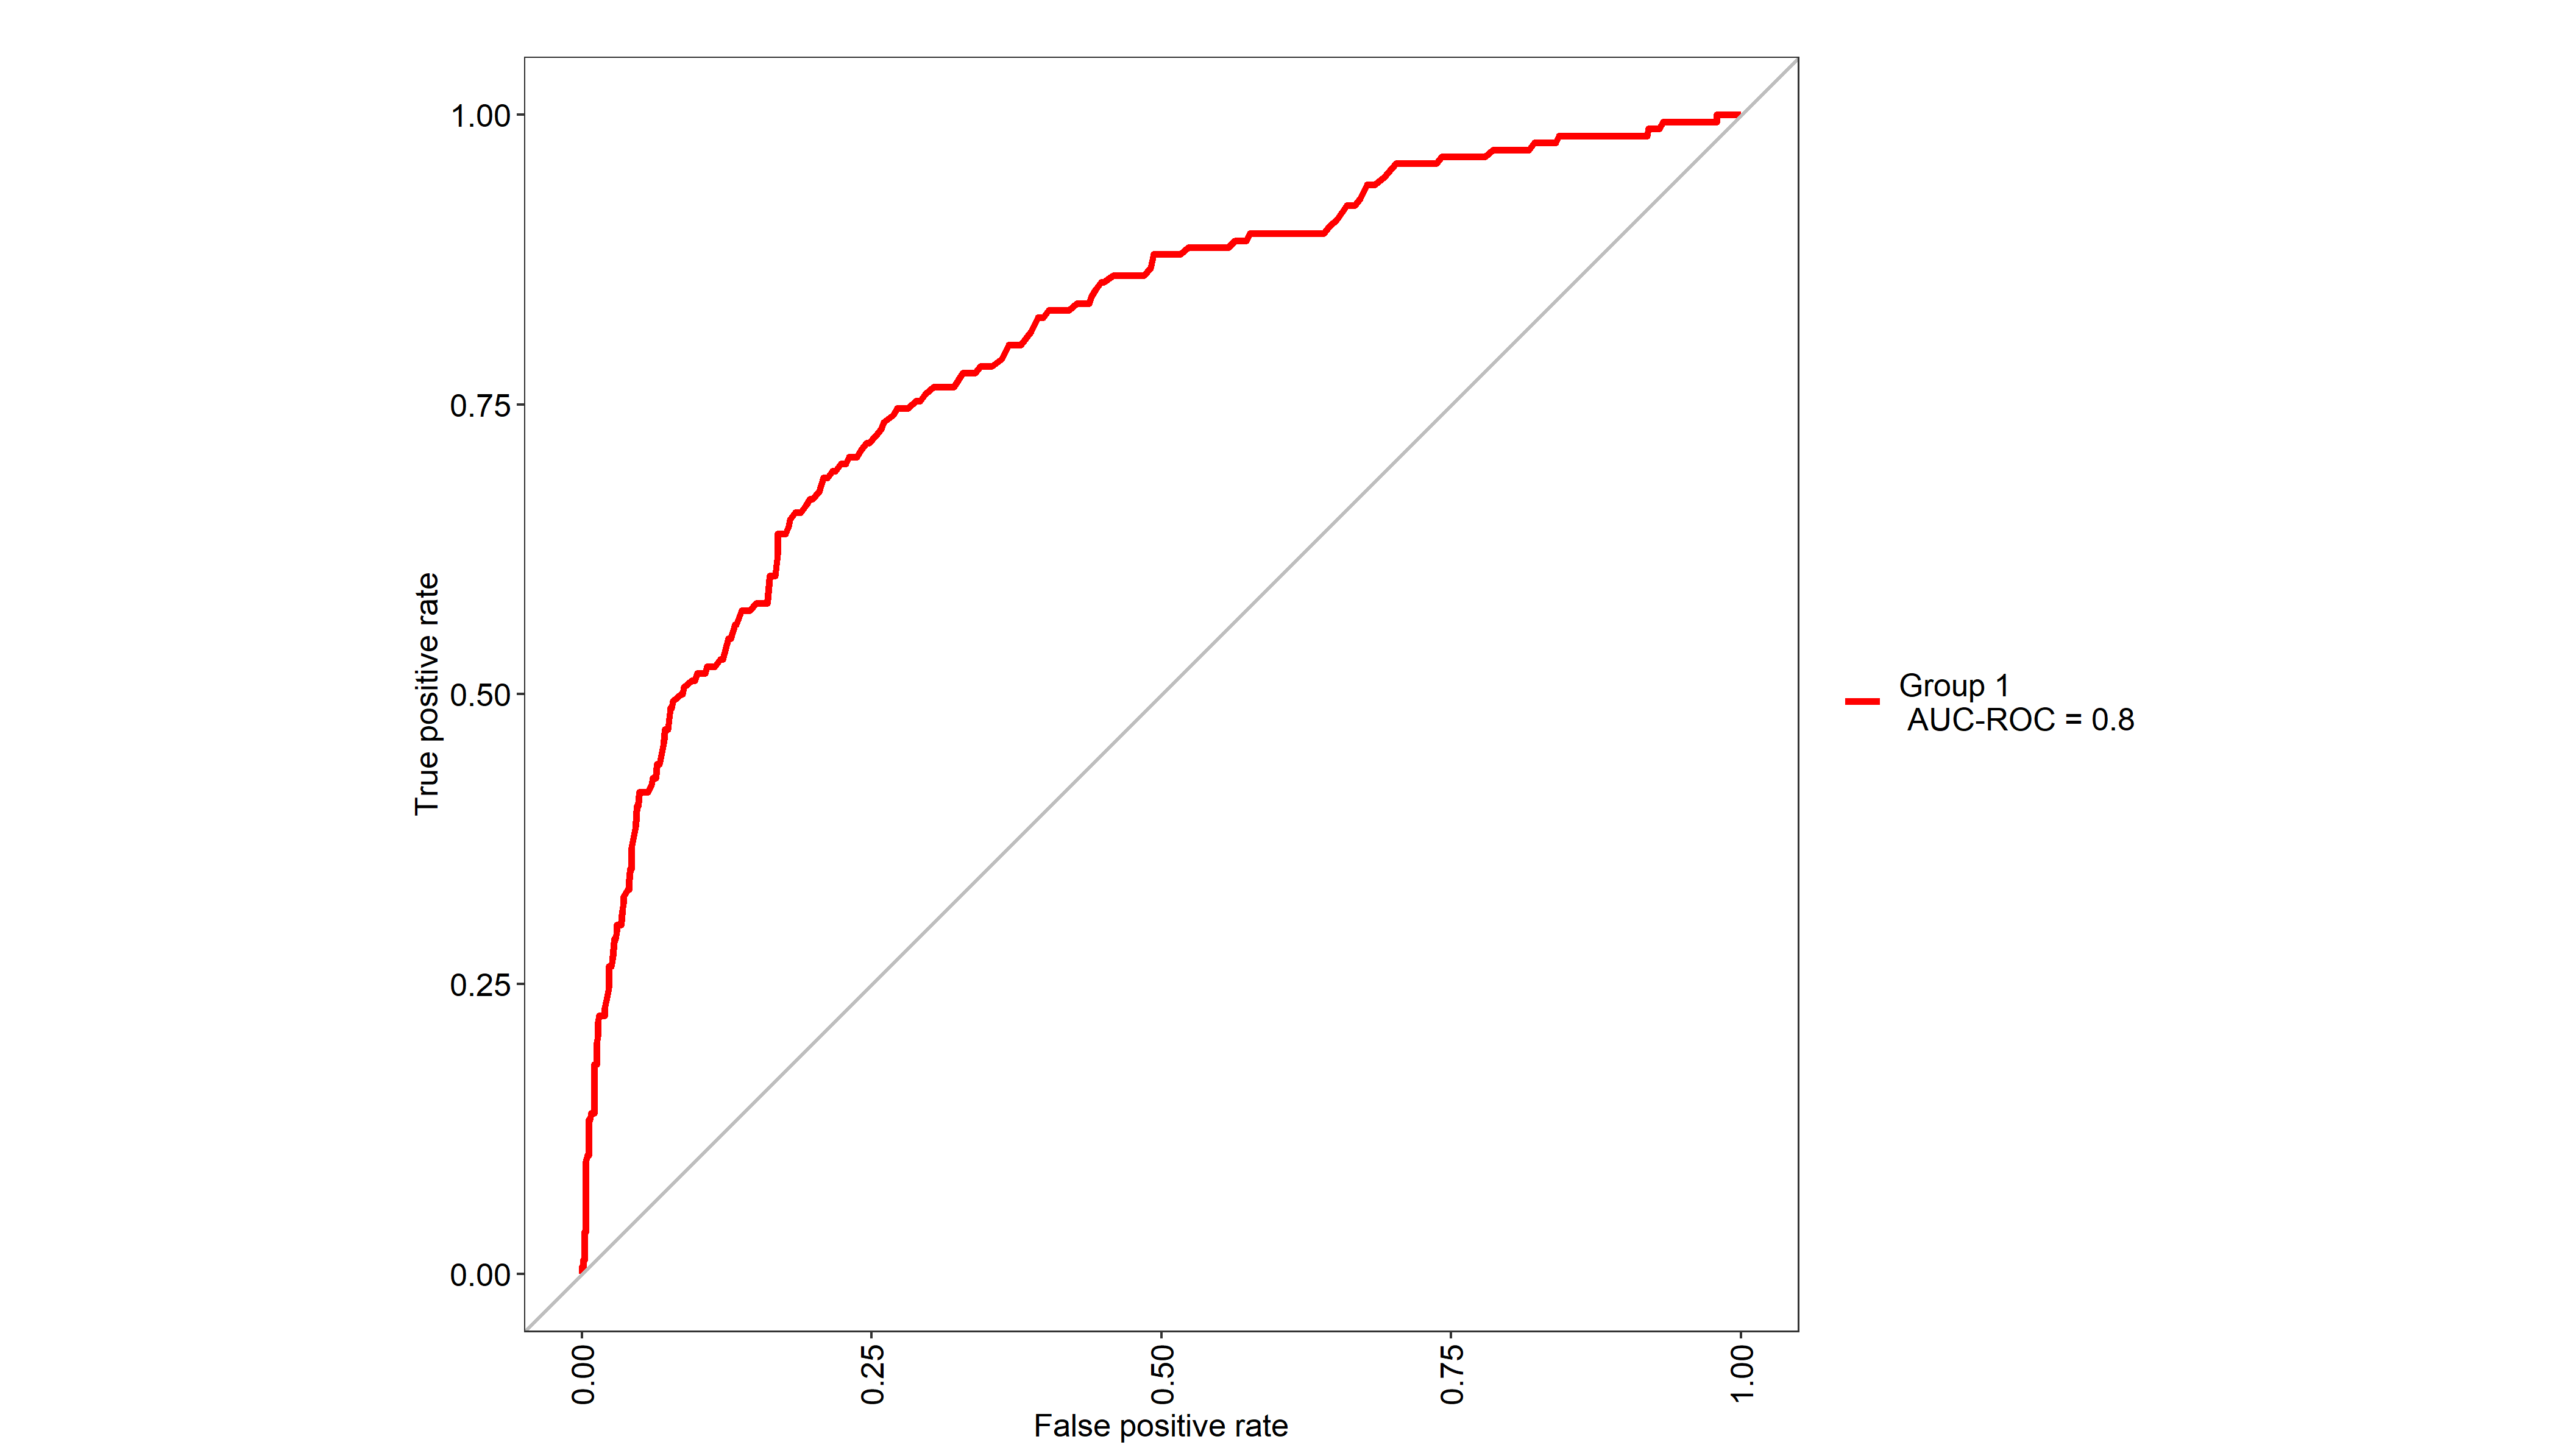 1.00
0.75
0.50
0.25
0.00
True positive rate
0.00
0.25
0.50
0.75
1.00
False positive rate
Group 1
AUC-ROC = 0.8